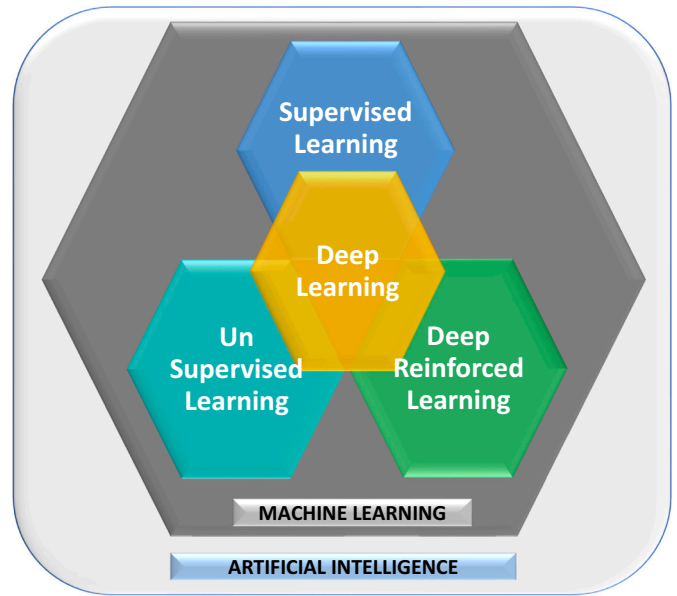 Supervised
Learning
Deep
Learning
Un
Supervised
Learning
Deep
Reinforced
Learning
MACHINE LEARNING
ARTIFICIAL INTELLIGENCE